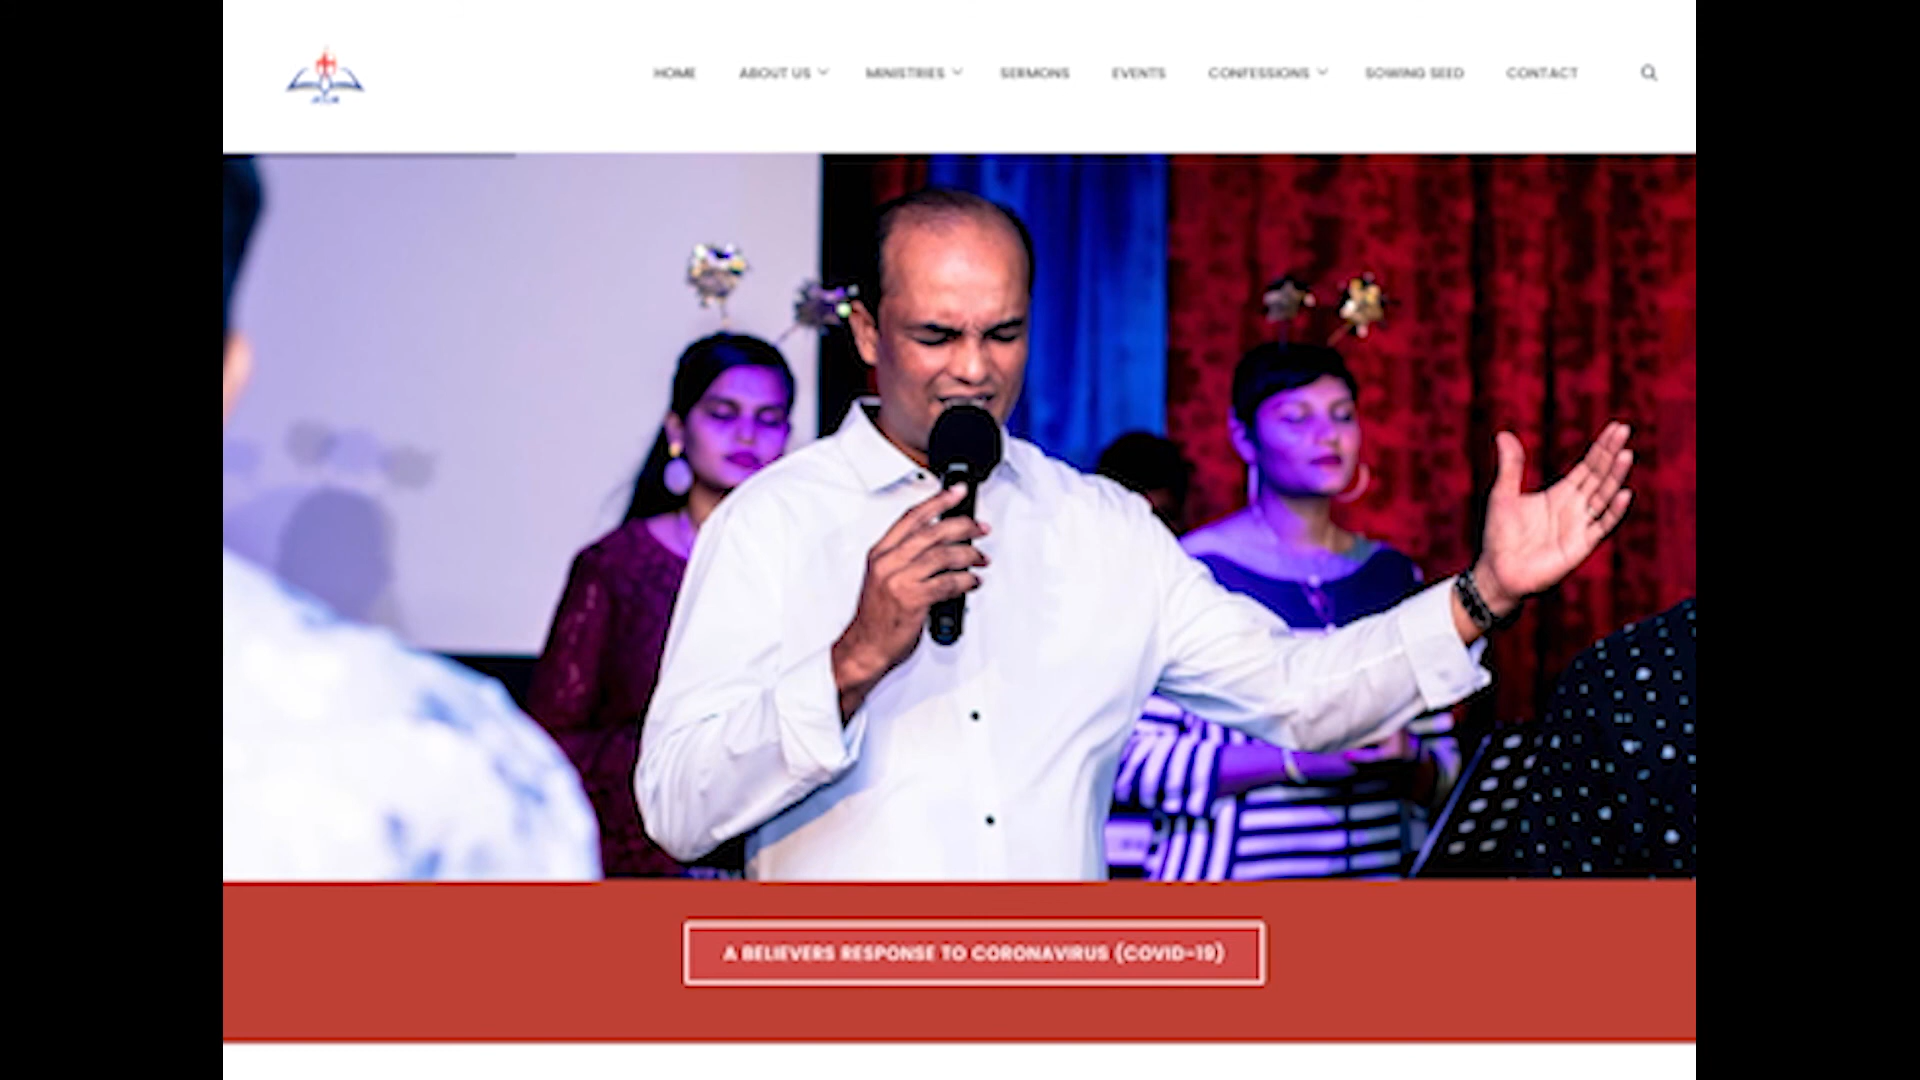 HOME ABOUT US MINISTRIES SERMONS EVENTS CONFESSIONS SOWING SEED CONTACT
A BELIEVERS RESPONSE TO CORONAVIRUS (COVID-19)